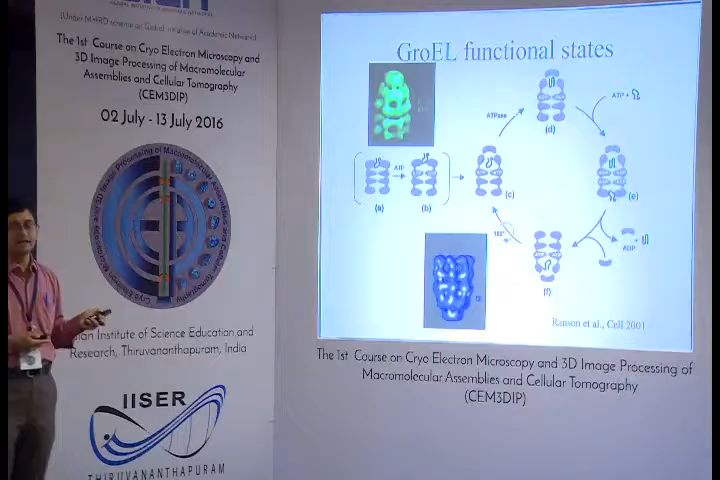 (Under MHRD scheme on Global Initiative of Academic Network)
The 1st Course on Cryo Electron Microscopy and
3D Image Processing of Macromolecular
Assemblies and Cellular Tomography
(CEM3DIP)
02 July - 13 July 2016
Institute of Science Education and
Research, Thiruvananthapuram, India
IISER
THIRUVANANTHAPURAM
GroEL functional states
ATP
(a)
(b)
(c)
ATPase
(d)
(e)
ADP
(f)
180°
Ranson et al., Cell 2001
The 1st Course on Cryo Electron Microscopy and 3D Image Processing of
Macromolecular Assemblies and Cellular Tomography
(CEM3DIP)